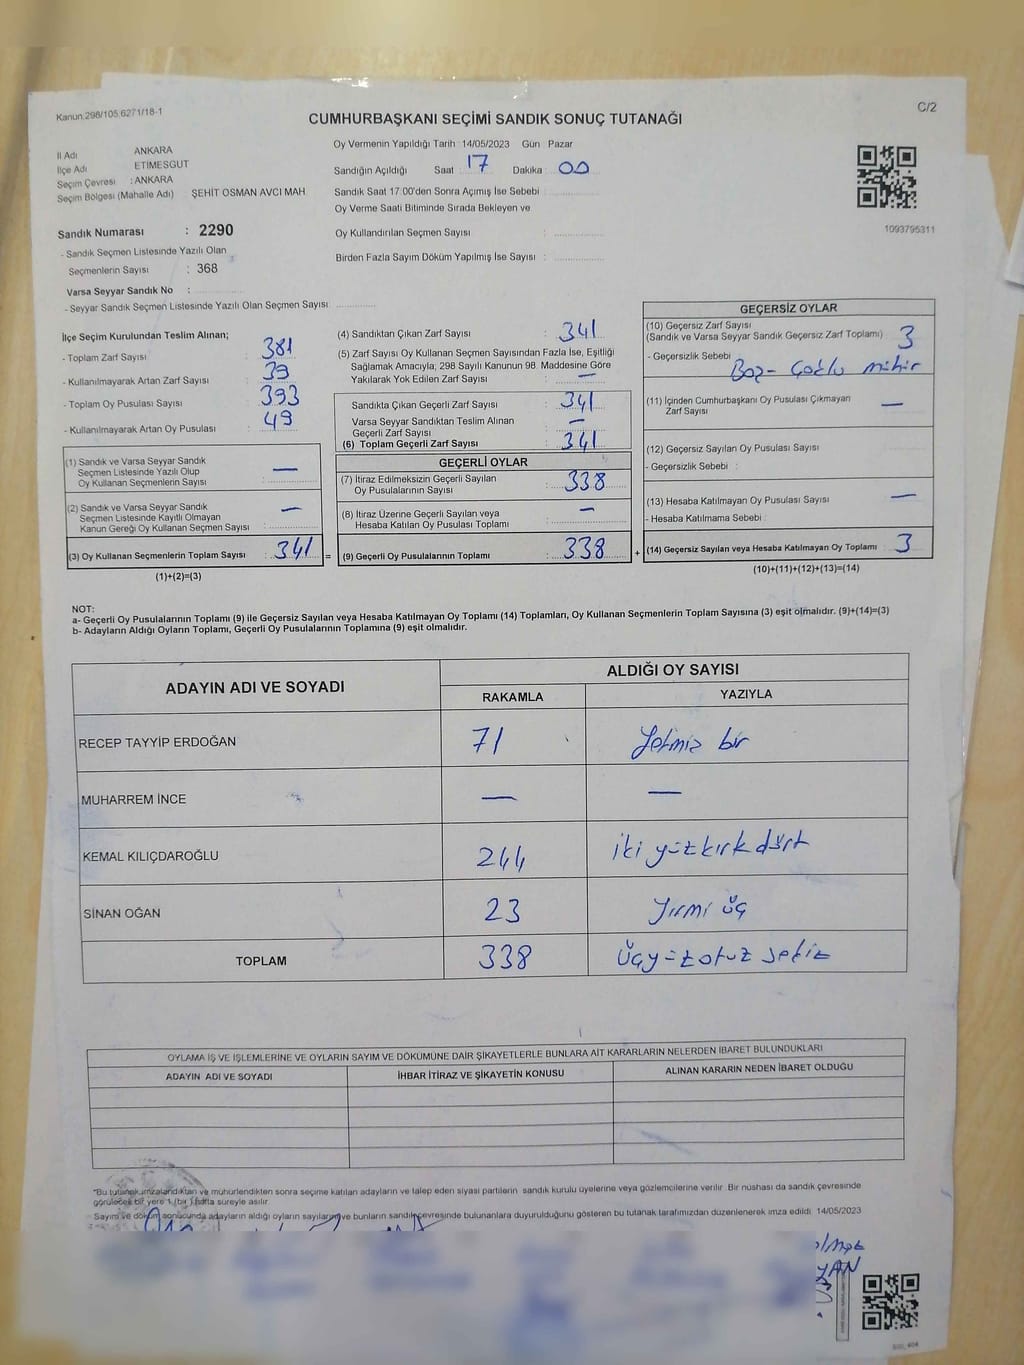 Kanun:298/105,6271/18-1
C/2
CUMHURBAŞKANI SEÇİMİ SANDIK SONUÇ TUTANAĞI
İl Adı ANKARA
İlçe Adı ETİMESGUT
Seçim Çevresi : ANKARA
Seçim Bölgesi (Mahalle Adı) ŞEHİT OSMAN AVCI MAH
Sandık Numarası : 2290
- Sandık Seçmen Listesinde Yazılı Olan
Seçmenlerin Sayısı : 368
Varsa Seyyar Sandık No :
- Seyyar Sandık Seçmen Listesinde Yazılı Olan Seçmen Sayısı
Oy Vermenin Yapıldığı Tarih : 14/05/2023 Gün : Pazar
Sandığın Açıldığı Saat : 17 Dakika : 00
Sandık Saat 17:00'den Sonra Açımış İse Sebebi :
Oy Verme Saati Bitiminde Sırada Bekleyen ve
Oy Kullandırılan Seçmen Sayısı :
Birden Fazla Sayım Döküm Yapılmış İse Sayısı :
1093795311
İlçe Seçim Kurulundan Teslim Alınan;
- Toplam Zarf Sayısı : 381
- Kullanılmayarak Artan Zarf Sayısı : 39
- Toplam Oy Pusulası Sayısı : 393
- Kullanılmayarak Artan Oy Pusulası : 49
(1) Sandık ve Varsa Seyyar Sandık
Seçmen Listesinde Yazılı Olup
Oy Kullanan Seçmenlerin Sayısı : —
(2) Sandık ve Varsa Seyyar Sandık
Seçmen Listesinde Kayıtlı Olmayan
Kanun Gereği Oy Kullanan Seçmen Sayısı : —
(3) Oy Kullanan Seçmenlerin Toplam Sayısı : 341 =
(1)+(2)=(3)
(4) Sandıktan Çıkan Zarf Sayısı : 341
(5) Zarf Sayısı Oy Kullanan Seçmen Sayısından Fazla İse, Eşitliği
Sağlamak Amacıyla, 298 Sayılı Kanunun 98 Maddesine Göre
Yakılarak Yok Edilen Zarf Sayısı : —
Sandıkta Çıkan Geçerli Zarf Sayısı : 341
Varsa Seyyar Sandıktan Teslim Alınan
Geçerli Zarf Sayısı : —
(6) Toplam Geçerli Zarf Sayısı : 341
GEÇERLİ OYLAR
(7) İtiraz Edilmeksizin Geçerli Sayılan
Oy Pusulalarının Sayısı : 338
(8) İtiraz Üzerine Geçerli Sayılan veya
Hesaba Katılan Oy Pusulası Toplamı : —
(9) Geçerli Oy Pusulalarının Toplamı : 338 +
GEÇERSİZ OYLAR
(10) Geçersiz Zarf Sayısı
(Sandık ve Varsa Seyyar Sandık Geçersiz Zarf Toplamı) : 3
- Geçersizlik Sebebi : Boş - Çoklu mühür
(11) İçinden Cumhurbaşkanı Oy Pusulası Çıkmayan
Zarf Sayısı : —
(12) Geçersiz Sayılan Oy Pusulası Sayısı :
- Geçersizlik Sebebi :
(13) Hesaba Katılmayan Oy Pusulası Sayısı : —
- Hesaba Katılmama Sebebi :
(14) Geçersiz Sayılan veya Hesaba Katılmayan Oy Toplamı : 3
(10)+(11)+(12)+(13)=(14)
NOT:
a- Geçerli Oy Pusulalarının Toplamı (9) ile Geçersiz Sayılan veya Hesaba Katılmayan Oy Toplamı (14) Toplamları, Oy Kullanan Seçmenlerin Toplam Sayısına (3) eşit olmalıdır. (9)+(14)=(3)
b- Adayların Aldığı Oyların Toplamı, Geçerli Oy Pusulalarının Toplamına (9) eşit olmalıdır.
ADAYIN ADI VE SOYADI
ALDIĞI OY SAYISI
RAKAMLA YAZIYLA
RECEP TAYYİP ERDOĞAN 71 Yetmiş bir
MUHARREM İNCE — —
KEMAL KILIÇDAROĞLU 244 iki yüz kırk dört
SİNAN OĞAN 23 Yirmi üç
TOPLAM 338 Üçyüz otuz sekiz
OYLAMA İŞ VE İŞLEMLERİNE VE OYLARIN SAYIM VE DÖKÜMÜNE DAİR ŞİKAYETLERLE BUNLARA AİT KARARLARIN NELERDEN İBARET BULUNDUKLARI
ADAYIN ADI VE SOYADI İHBAR İTİRAZ VE ŞİKAYETİN KONUSU ALINAN KARARIN NEDEN İBARET OLDUĞU
"Bu tutanak imzalandıktan ve mühürlendikten sonra seçime katılan adayların ve talep eden siyasi partilerin sandık kurulu üyelerine veya gözlemcilerine verilir. Bir nüshası da sandık çevresinde
görülecek bir yere 1 (bir) hafta süreyle asılır.
Sayım ve döküm sonucunda adayların aldığı oyların sayılarını ve bunların sandık çevresinde bulunanlara duyurulduğunu gösteren bu tutanak tarafımızdan düzenlenerek imza edildi. 14/05/2023